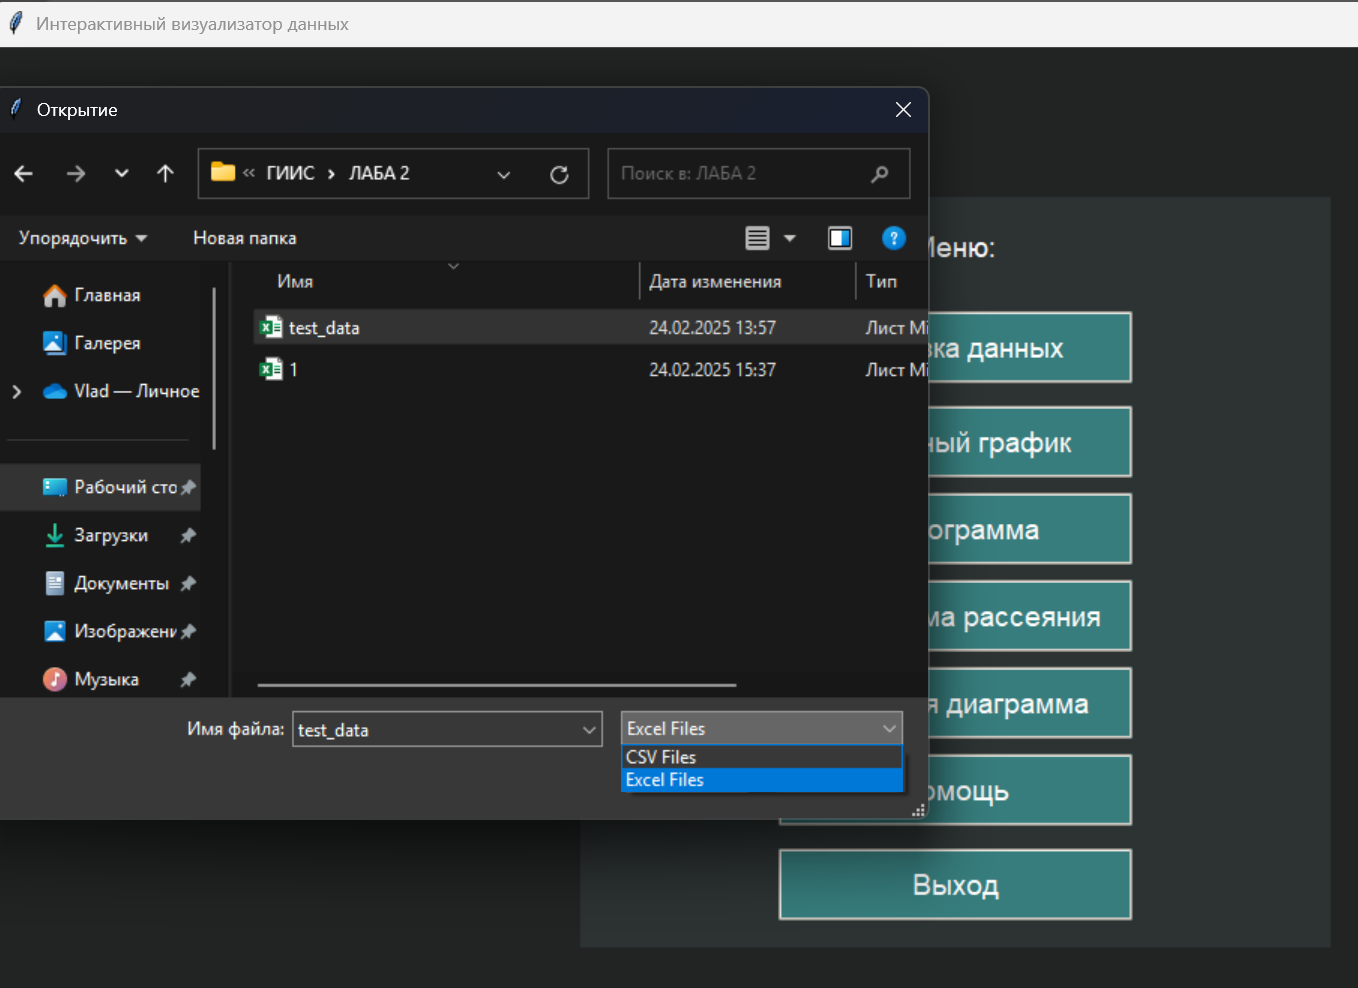 Интерактивный визуализатор данных
Открытие
« ГИИС › ЛАБА 2
Поиск в: ЛАБА 2
Упорядочить
Новая папка
Меню:
Имя
Дата изменения
Тип
Главная
Галерея
Vlad — Личное
Рабочий сто
Загрузки
Документы
Изображени
Музыка
test_data
24.02.2025 13:57
Лист Mi
1
24.02.2025 15:37
Лист Mi
Имя файла:
test_data
Excel Files
CSV Files
Excel Files
вка данных
ный график
ограмма
ма рассеяния
я диаграмма
омощь
Выход